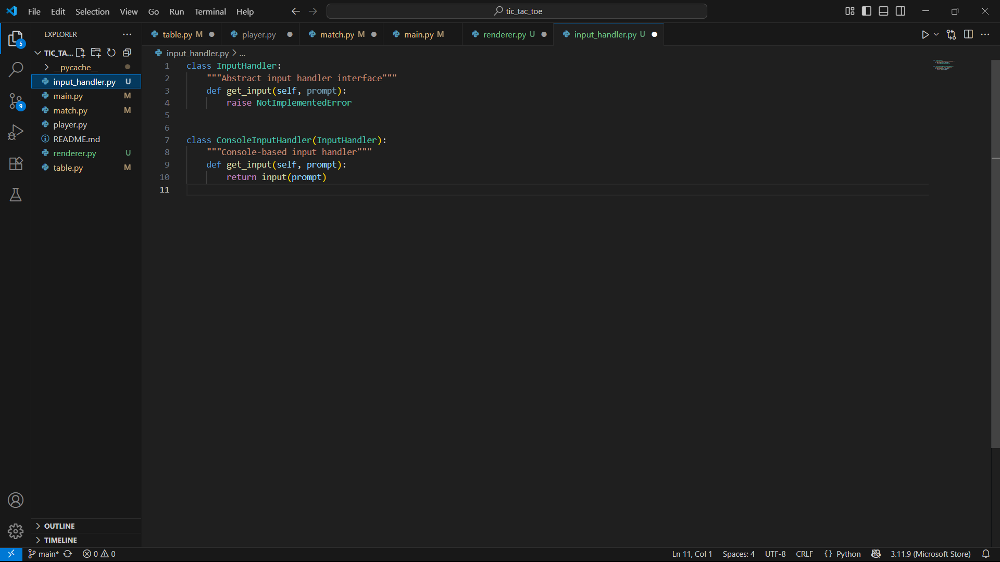 File Edit Selection View Go Run Terminal Help tic_tac_toe
EXPLORER
TIC_TA...
__pycache__
input_handler.py U
main.py M
match.py M
player.py
README.md
renderer.py U
table.py M
OUTLINE
TIMELINE
5
9
table.py M player.py match.py M main.py M renderer.py U input_handler.py U
input_handler.py > ...
1 class InputHandler:
2 """Abstract input handler interface"""
3 def get_input(self, prompt):
4 raise NotImplementedError
5
6
7 class ConsoleInputHandler(InputHandler):
8 """Console-based input handler"""
9 def get_input(self, prompt):
10 return input(prompt)
11
main* 0 0 Ln 11, Col 1 Spaces: 4 UTF-8 CRLF {} Python 3.11.9 (Microsoft Store)